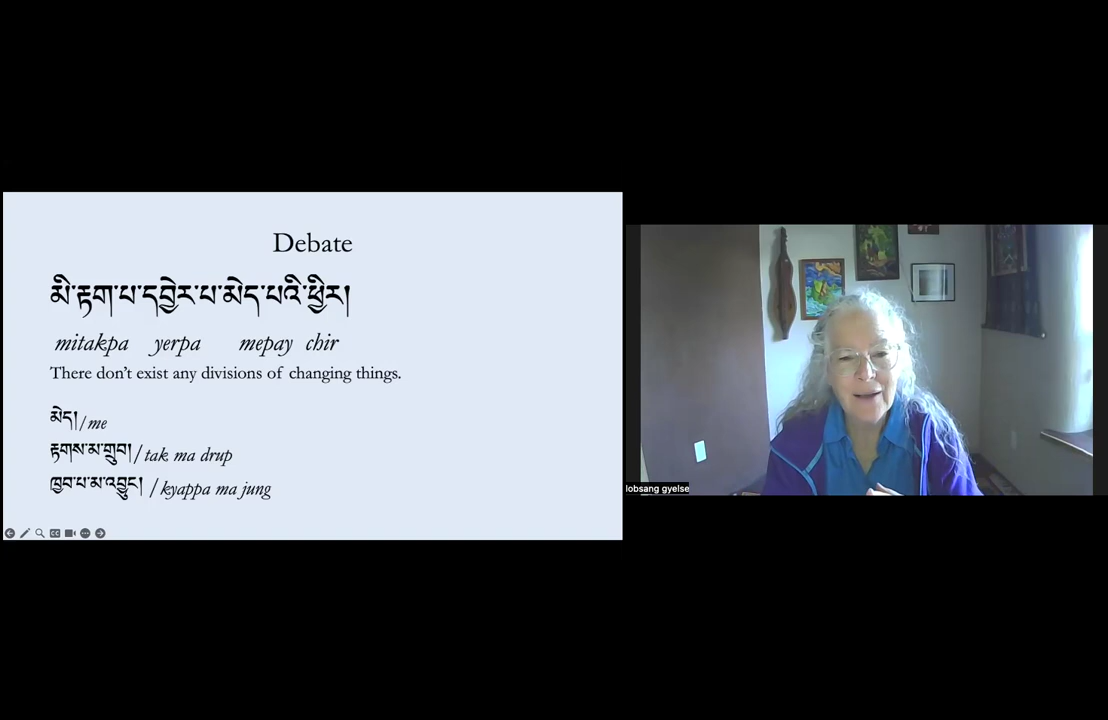 Debate
མི་རྟག་པ་དབྱེར་པ་མེད་པའི་ཕྱིར།
mitakpa yerpa mepay chir
There don't exist any divisions of changing things.
མེད།/me
རྟགས་མ་གྲུབ།/tak ma drup
ཁྱབ་པ་མ་འབྱུང། /kyappa ma jung
lobsang gyelse